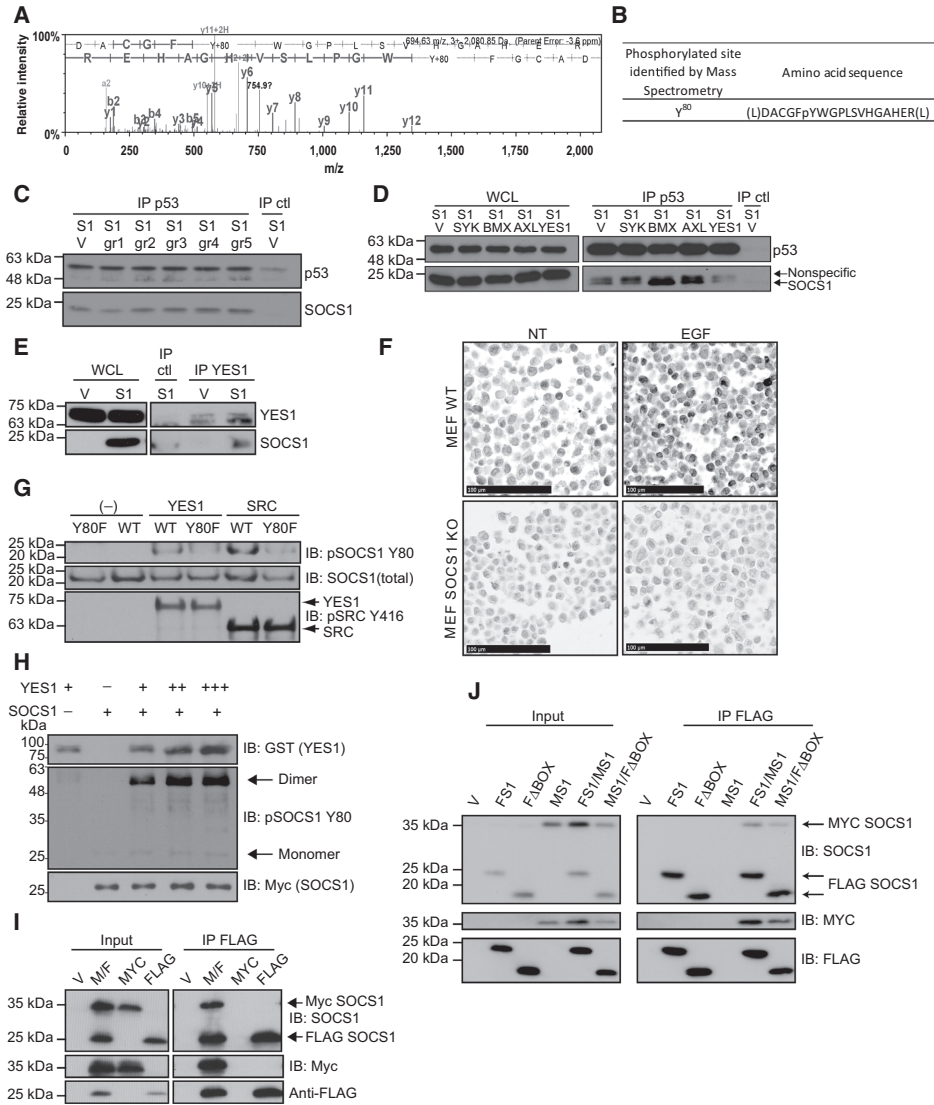 A
y11+2H
694.63 m/z, 3+, 2,080.85 Da, (Parent Error: -3.6 ppm)
D A C G F Y+80 W G P L S V H G A H E R
R E H A G H V S L P G W Y+80 F G C A D
Relative intensity
100%
50%
0%
a2
b2
y1
b3
b4
y3
b5
y4
y5
y6
754.9?
y7
y8
y9
y10
y11
y12
0 250 500 750 1,000 1,250 1,500 1,750 2,000
m/z
B
Phosphorylated site identified by Mass Spectrometry
Amino acid sequence
Y80
(L)DACGFpYWGPLSVHGAHER(L)
C
IP p53
IP ctl
S1 S1 S1 S1 S1 S1 S1
V gr1 gr2 gr3 gr4 gr5 V
63 kDa
48 kDa
p53
25 kDa
SOCS1
D
WCL
IP p53
IP ctl
S1 S1 S1 S1 S1 S1 S1 S1 S1 S1 S1
V SYK BMX AXL YES1 V SYK BMX AXL YES1 V
63 kDa
48 kDa
p53
25 kDa
Nonspecific
SOCS1
E
WCL
IP ctl
IP YES1
V S1 S1 V S1
75 kDa
63 kDa
YES1
25 kDa
SOCS1
F
NT
EGF
MEF WT
MEF SOCS1 KO
100 µm
100 µm
100 µm
100 µm
G
(–)
YES1
SRC
Y80F WT WT Y80F WT Y80F
25 kDa
20 kDa
IB: pSOCS1 Y80
25 kDa
20 kDa
IB: SOCS1(total)
75 kDa
YES1
IB: pSRC Y416
63 kDa
SRC
H
YES1 + – + ++ +++
SOCS1 – + + + +
kDa
100
75
IB: GST (YES1)
63
48
35
25
Dimer
IB: pSOCS1 Y80
Monomer
25
IB: Myc (SOCS1)
I
Input
IP FLAG
V M/F MYC FLAG V M/F MYC FLAG
35 kDa
Myc SOCS1
IB: SOCS1
25 kDa
FLAG SOCS1
35 kDa
IB: Myc
25 kDa
Anti-FLAG
J
Input
IP FLAG
V FS1 FΔBOX MS1 FS1/MS1 MS1/FΔBOX V FS1 FΔBOX MS1 FS1/MS1 MS1/FΔBOX
35 kDa
MYC SOCS1
IB: SOCS1
25 kDa
20 kDa
FLAG SOCS1
35 kDa
IB: MYC
25 kDa
20 kDa
IB: FLAG